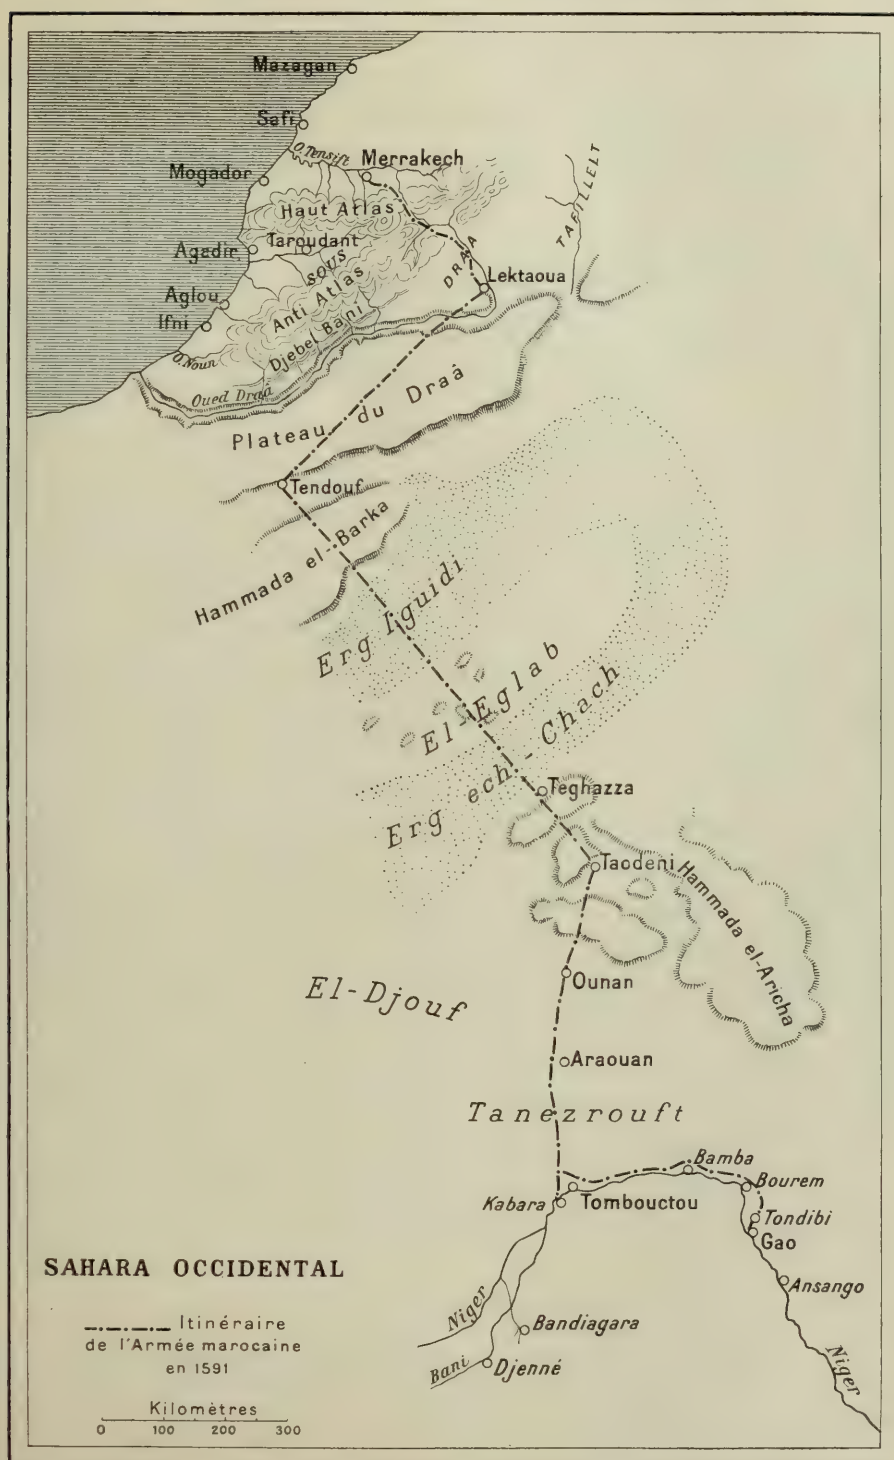 Mazagan
Safi
O. Tensift
Merrakech
Mogador
Haut Atlas
TAFILLELT
Agadir
Taroudant
SOUS
DRAA
Lektaoua
Aglou
Anti Atlas
Ifni
Djebel Bani
O. Noun
Oued Draâ
Plateau du Draâ
Tendouf
Hammada el-Barka
Erg Iguidi
El-Eglab
Erg ech-Chach
Teghazza
Taodeni
Hammada el-Aricha
Ounan
El-Djouf
Araouan
Tanezrouft
Bamba
Bourem
Kabara
Tombouctou
Tondibi
Gao
Ansango
Niger
Bandiagara
Niger
Bani
Djenné
SAHARA OCCIDENTAL
Itinéraire
de l'Armée marocaine
en 1591
Kilomètres
0 100 200 300